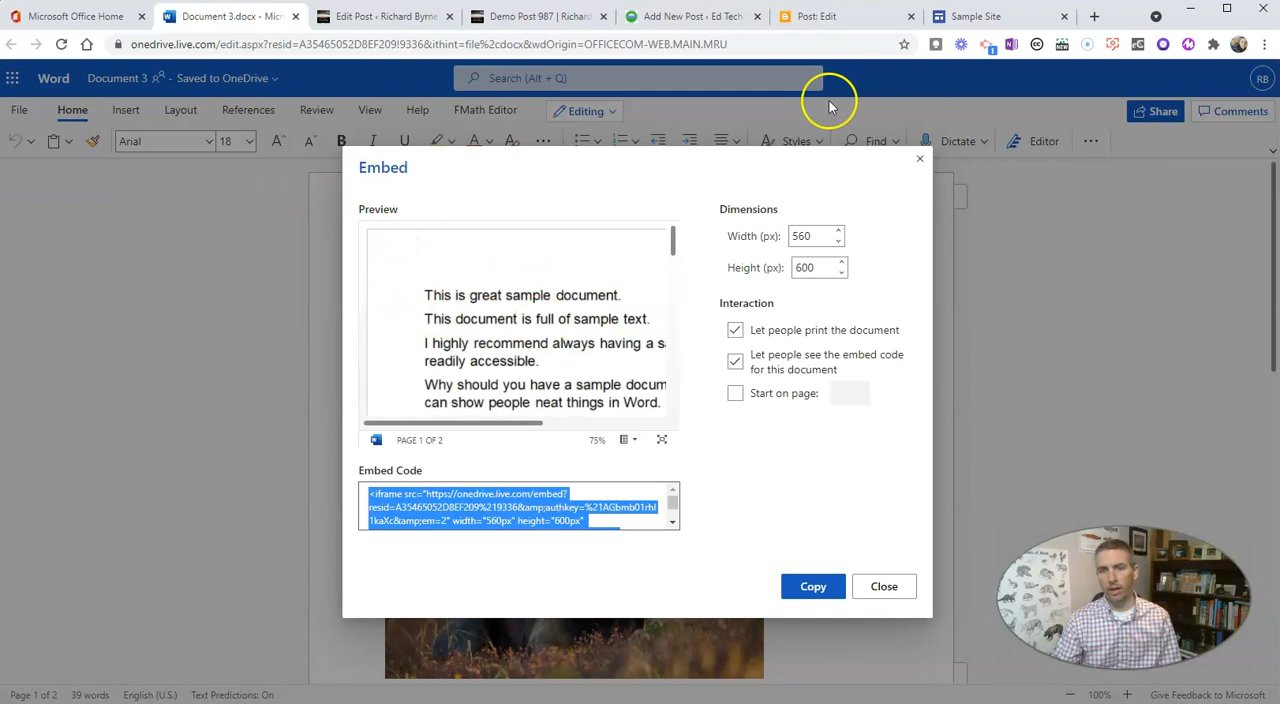 Microsoft Office Home
Document 3.docx - Micr
Edit Post ‹ Richard Byrne
Demo Post 987 | Richard
Add New Post ‹ Ed Tech
Post: Edit
Sample Site
onedrive.live.com/edit.aspx?resid=A35465052D8EF209!9336&ithint=file%2cdocx&wdOrigin=OFFICECOM-WEB.MAIN.MRU
Word
Document 3
- Saved to OneDrive
Search (Alt + Q)
RB
File
Home
Insert
Layout
References
Review
View
Help
FMath Editor
Editing
Share
Comments
Arial
18
B
I
U
Styles
Find
Dictate
Editor
Embed
Preview
This is great sample document.
This document is full of sample text.
I highly recommend always having a sa
readily accessible.
Why should you have a sample docum
can show people neat things in Word.
PAGE 1 OF 2
75%
Embed Code
<iframe src="https://onedrive.live.com/embed?
resid=A35465052D8EF209%219336&amp;authkey=%21AGbmb01rhI
1kaXc&amp;em=2" width="560px" height="600px"
Dimensions
Width (px):
560
Height (px):
600
Interaction
Let people print the document
Let people see the embed code
for this document
Start on page:
Copy
Close
Page 1 of 2
39 words
English (U.S.)
Text Predictions: On
100%
Give Feedback to Microsoft